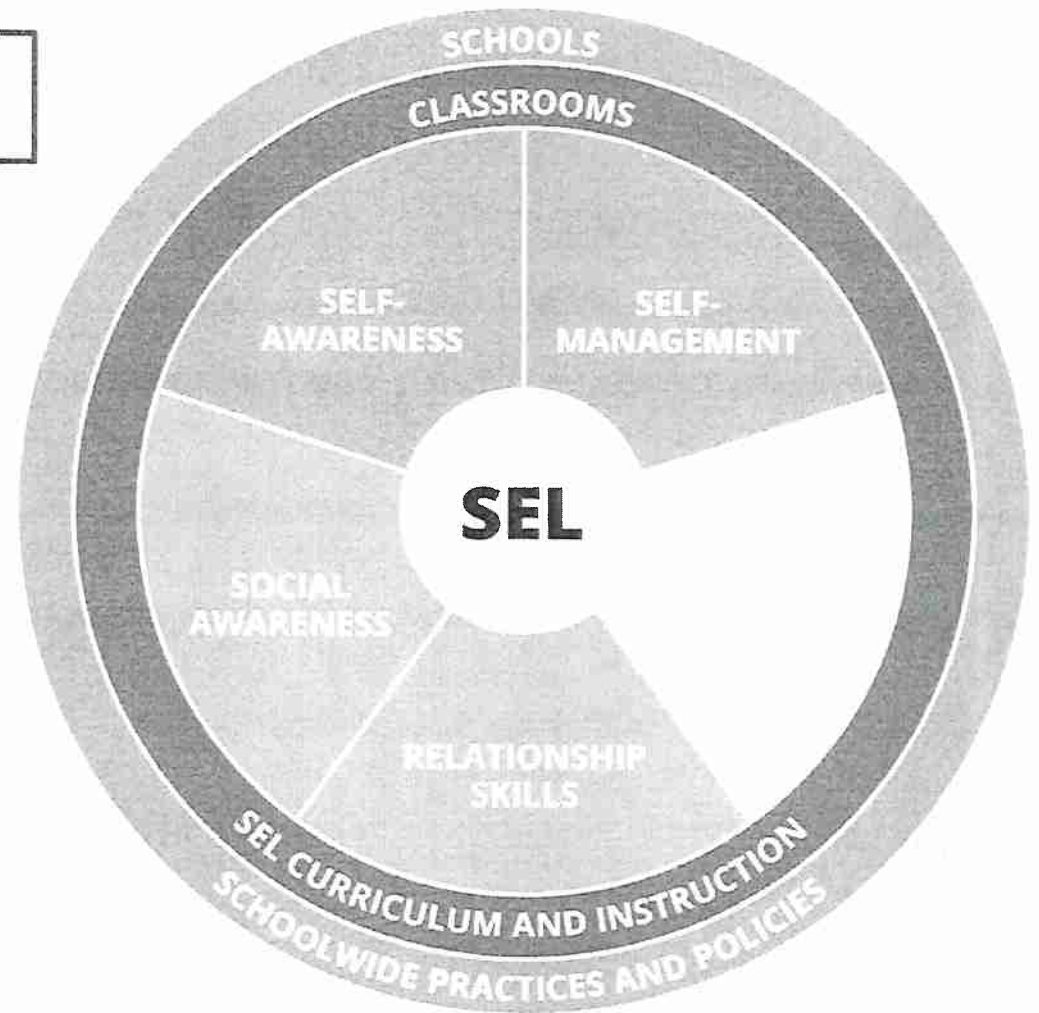 SCHOOLS
CLASSROOMS
SELF-
AWARENESS
SELF-
MANAGEMENT
SEL
SOCIAL
AWARENESS
RELATIONSHIP
SKILLS
SEL CURRICULUM AND INSTRUCTION
SCHOOLWIDE PRACTICES AND POLICIES